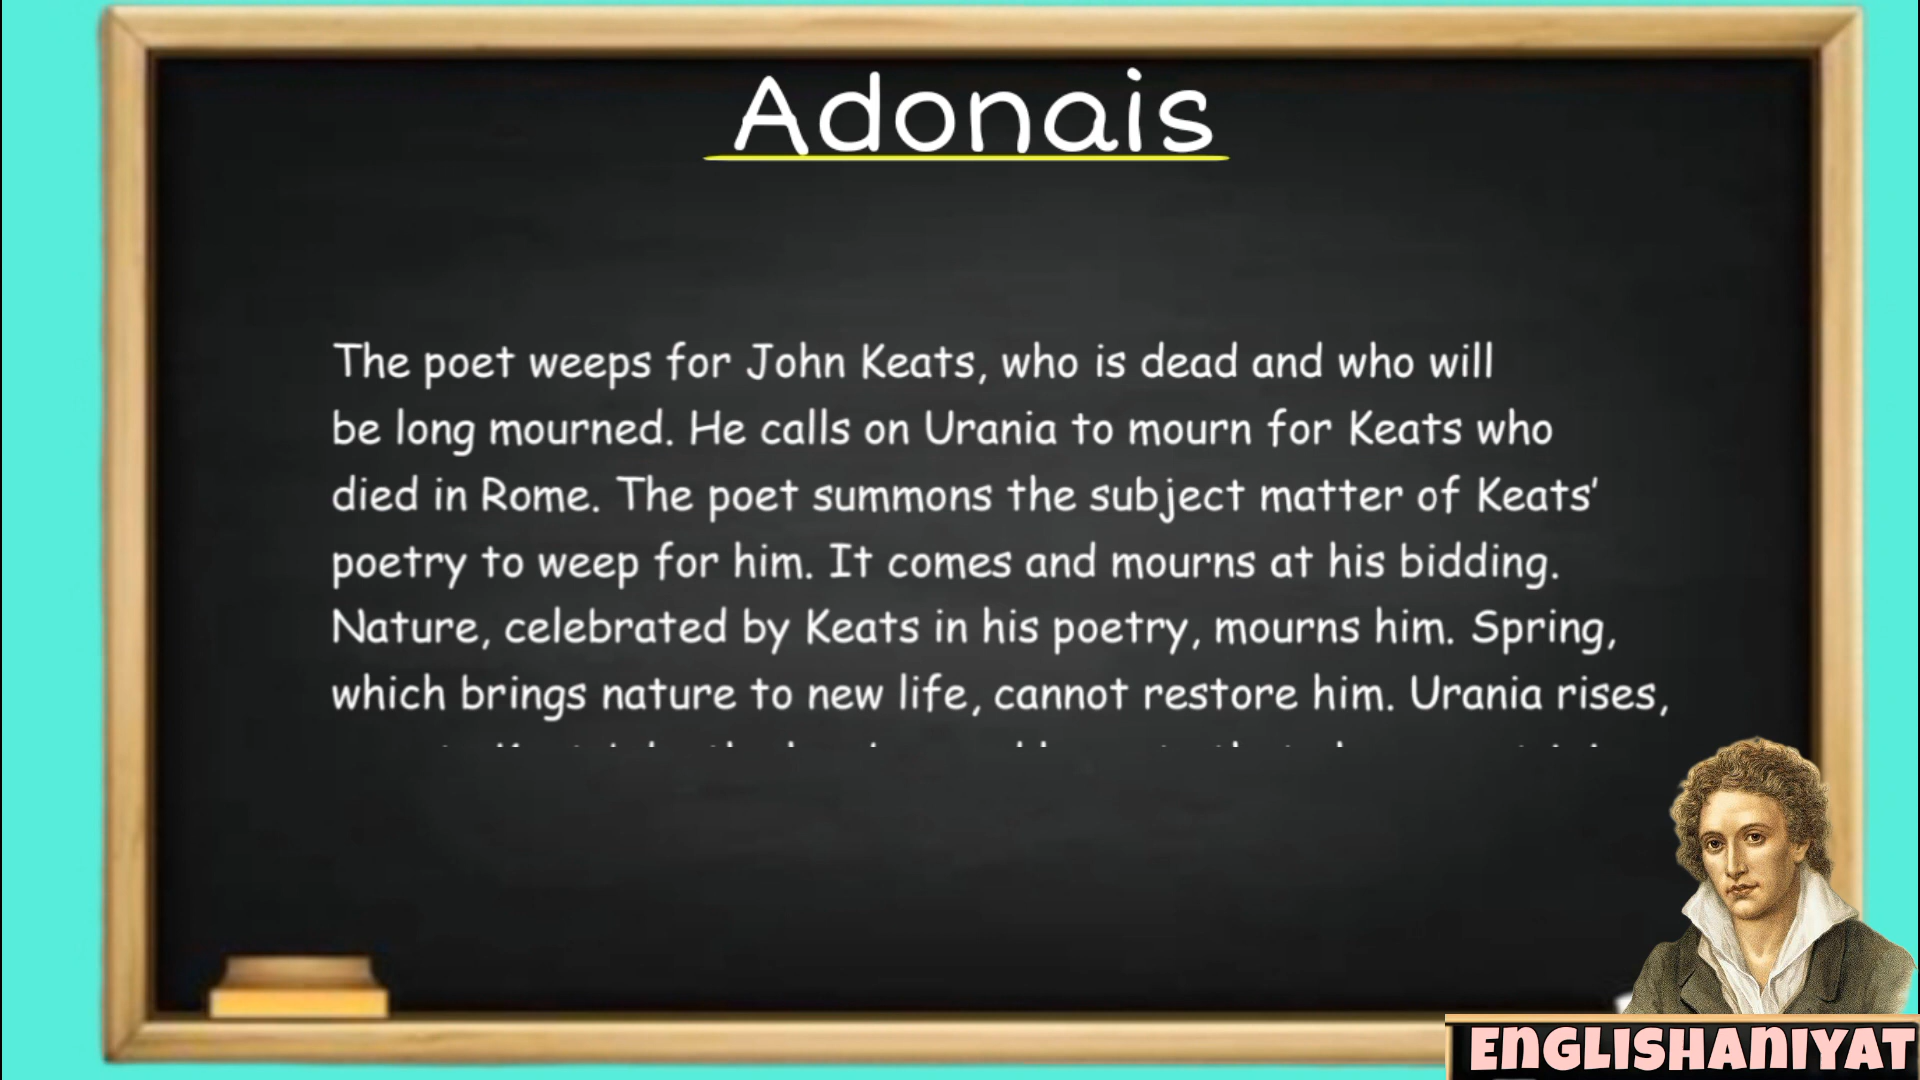 Adonais
The poet weeps for John Keats, who is dead and who will
be long mourned. He calls on Urania to mourn for Keats who
died in Rome. The poet summons the subject matter of Keats'
poetry to weep for him. It comes and mourns at his bidding.
Nature, celebrated by Keats in his poetry, mourns him. Spring,
which brings nature to new life, cannot restore him. Urania rises,
ENGLISHANIYAT